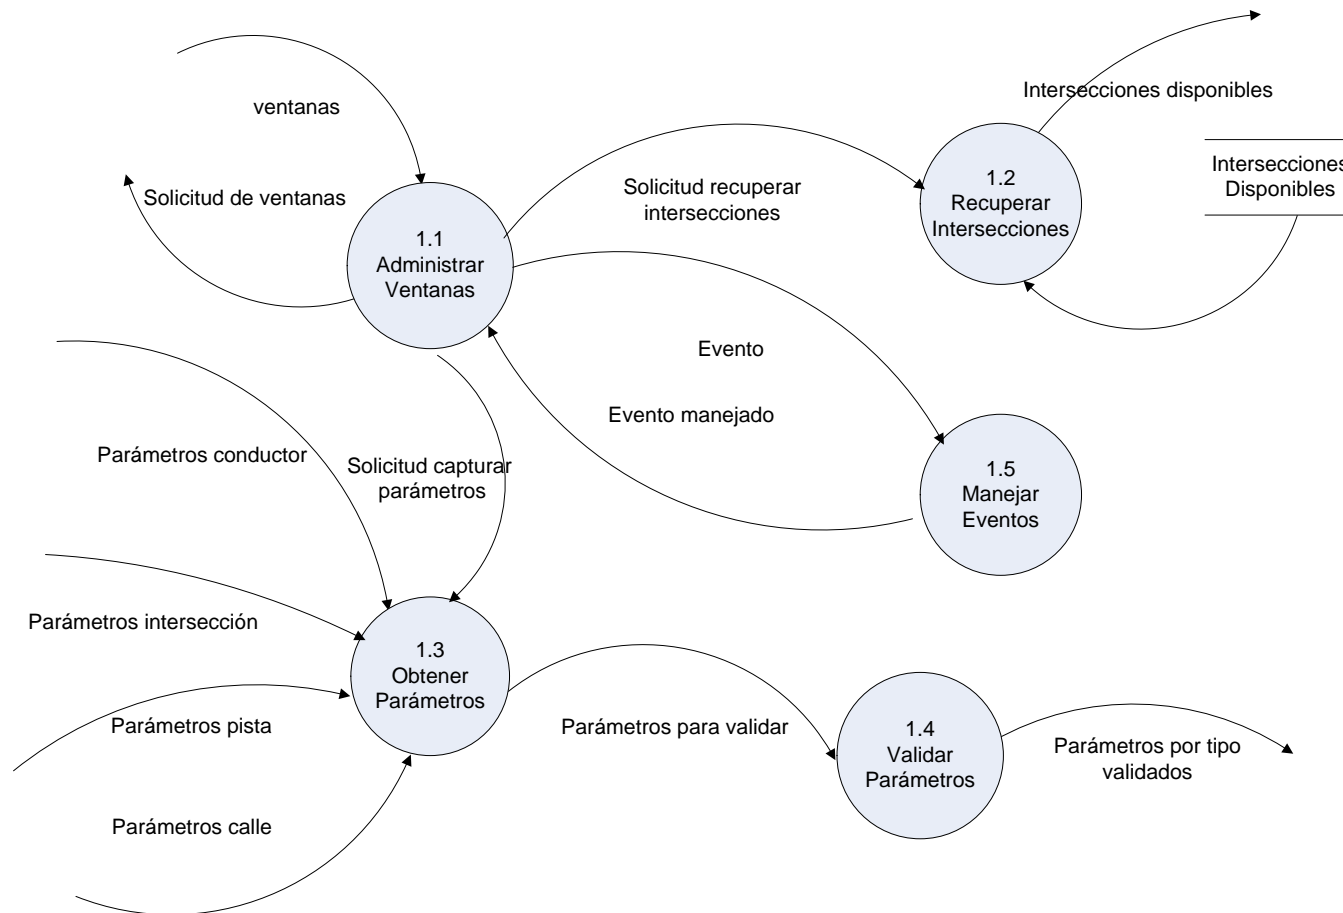 ventanas
Solicitud de ventanas
1.1
Administrar
Ventanas
Solicitud recuperar
intersecciones
Intersecciones disponibles
1.2
Recuperar
Intersecciones
Intersecciones
Disponibles
Evento
Evento manejado
1.5
Manejar
Eventos
Parámetros conductor
Solicitud capturar
parámetros
Parámetros intersección
1.3
Obtener
Parámetros
Parámetros pista
Parámetros calle
Parámetros para validar
1.4
Validar
Parámetros
Parámetros por tipo
validados